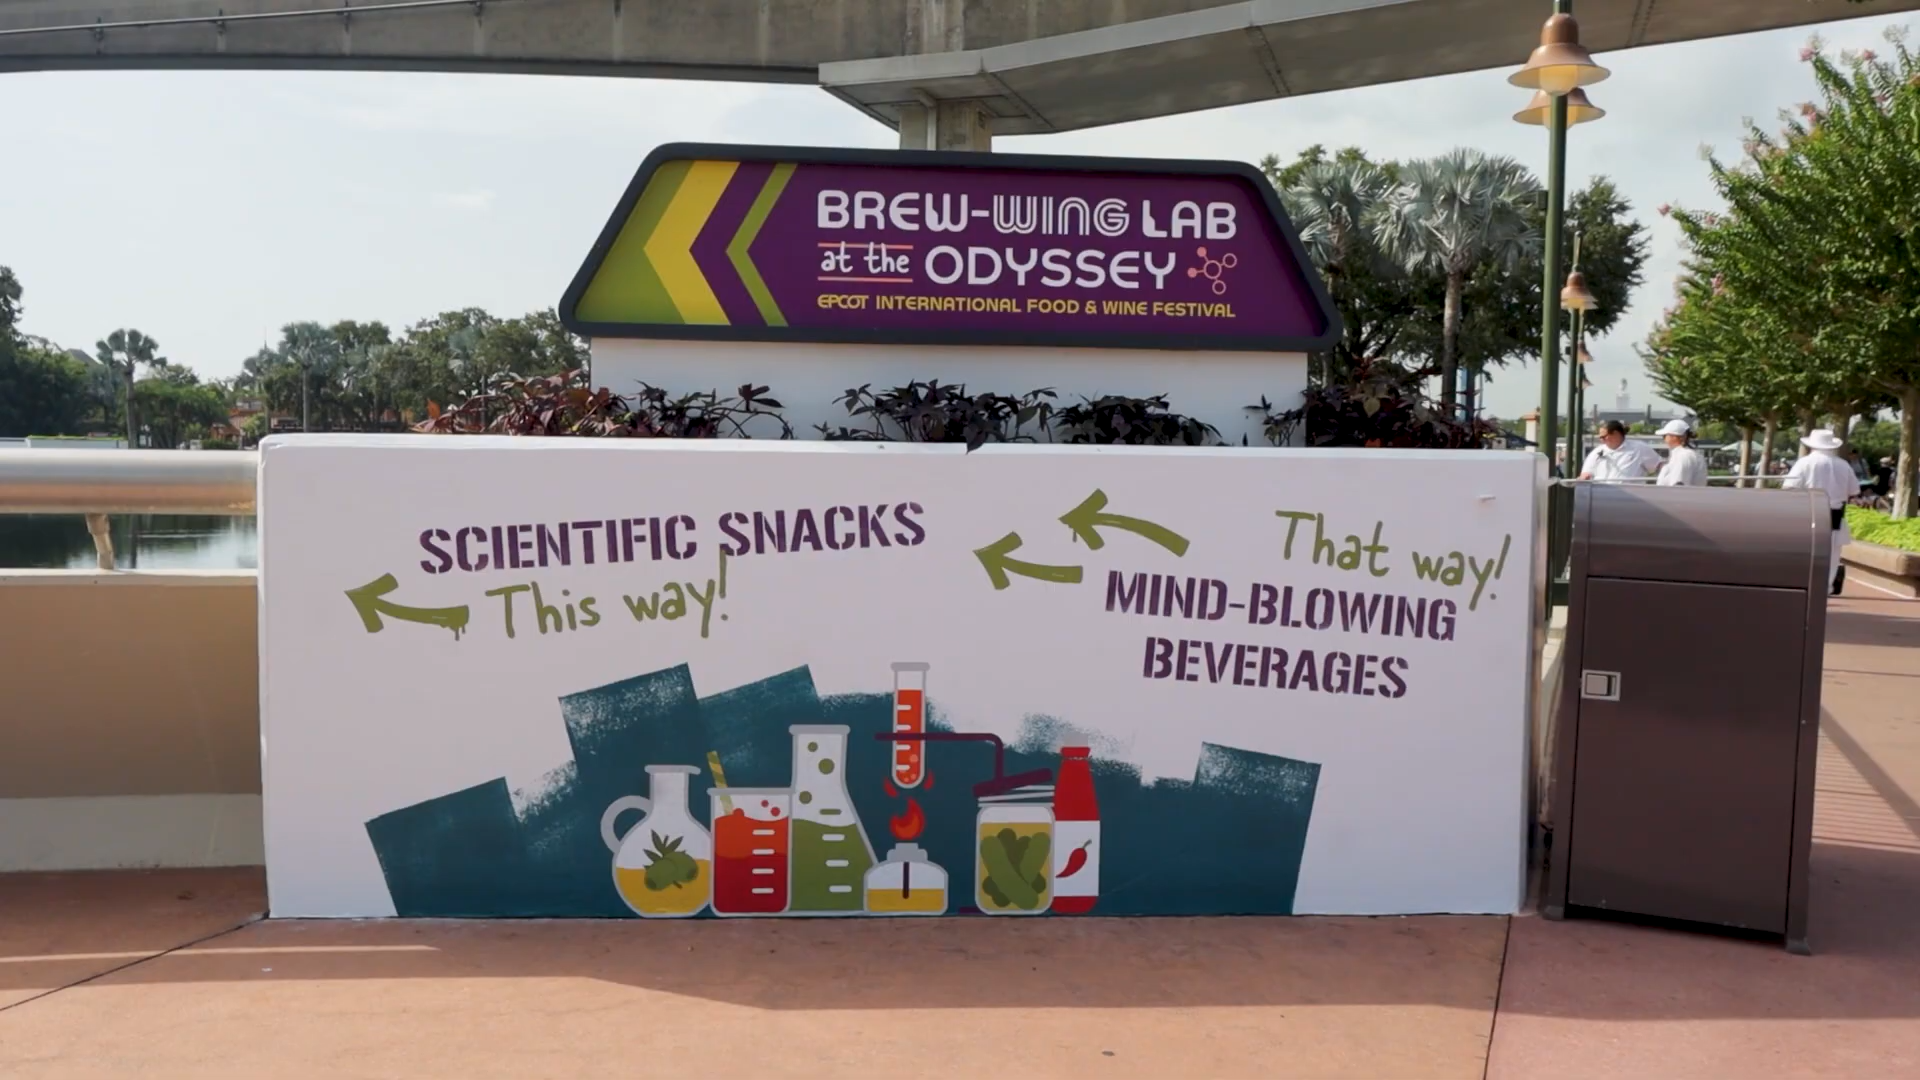 BREW-WING LAB
at the ODYSSEY
EPCOT INTERNATIONAL FOOD & WINE FESTIVAL
SCIENTIFIC SNACKS
This way!
That way!
MIND-BLOWING
BEVERAGES